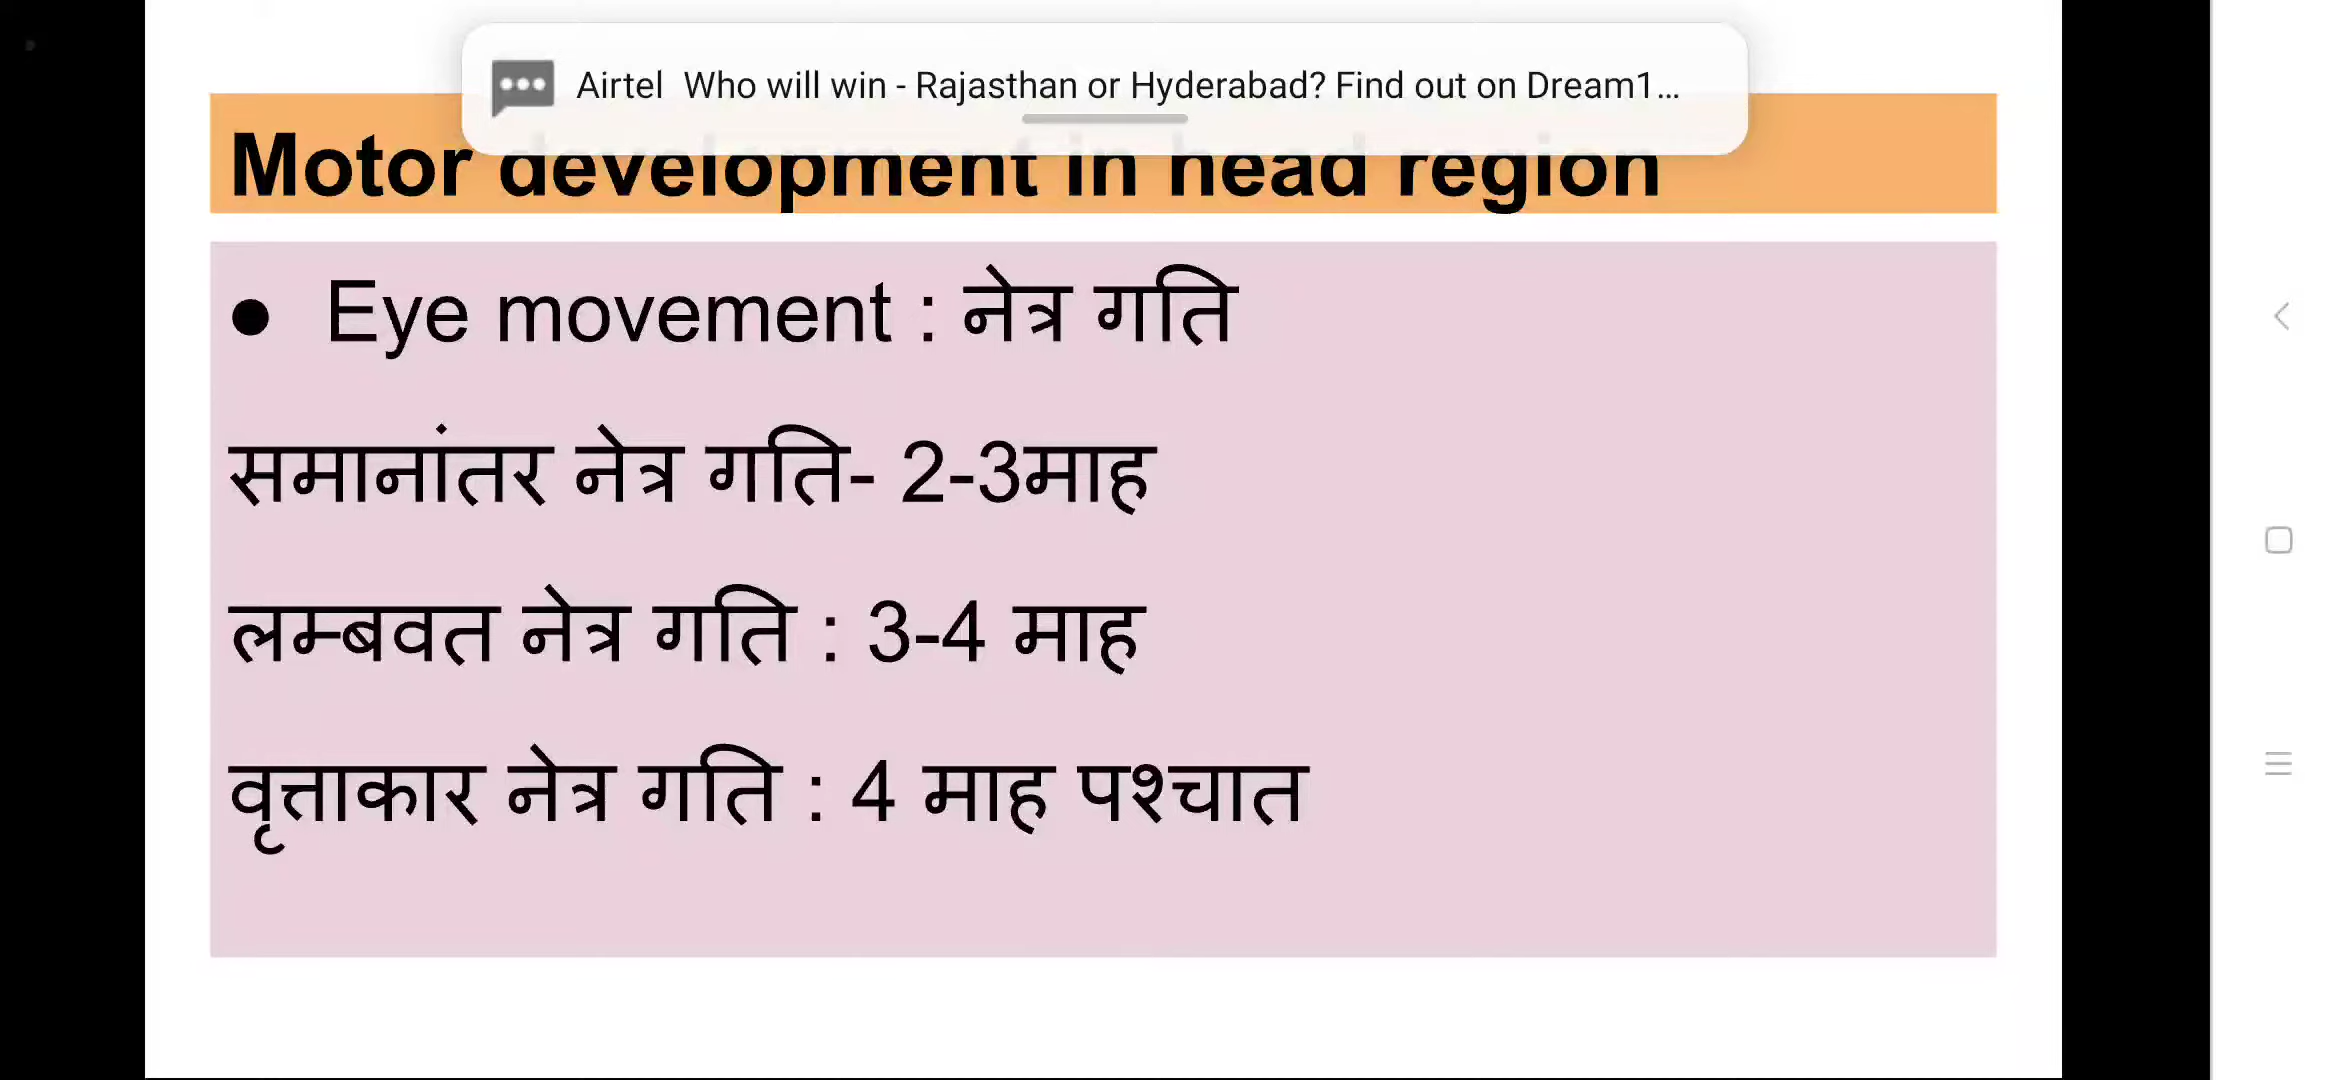 Airtel Who will win - Rajasthan or Hyderabad? Find out on Dream1...
Motor development in head region
● Eye movement : नेत्र गति
समानांतर नेत्र गति- 2-3माह
लम्बवत नेत्र गति : 3-4 माह
वृत्ताकार नेत्र गति : 4 माह पश्चात